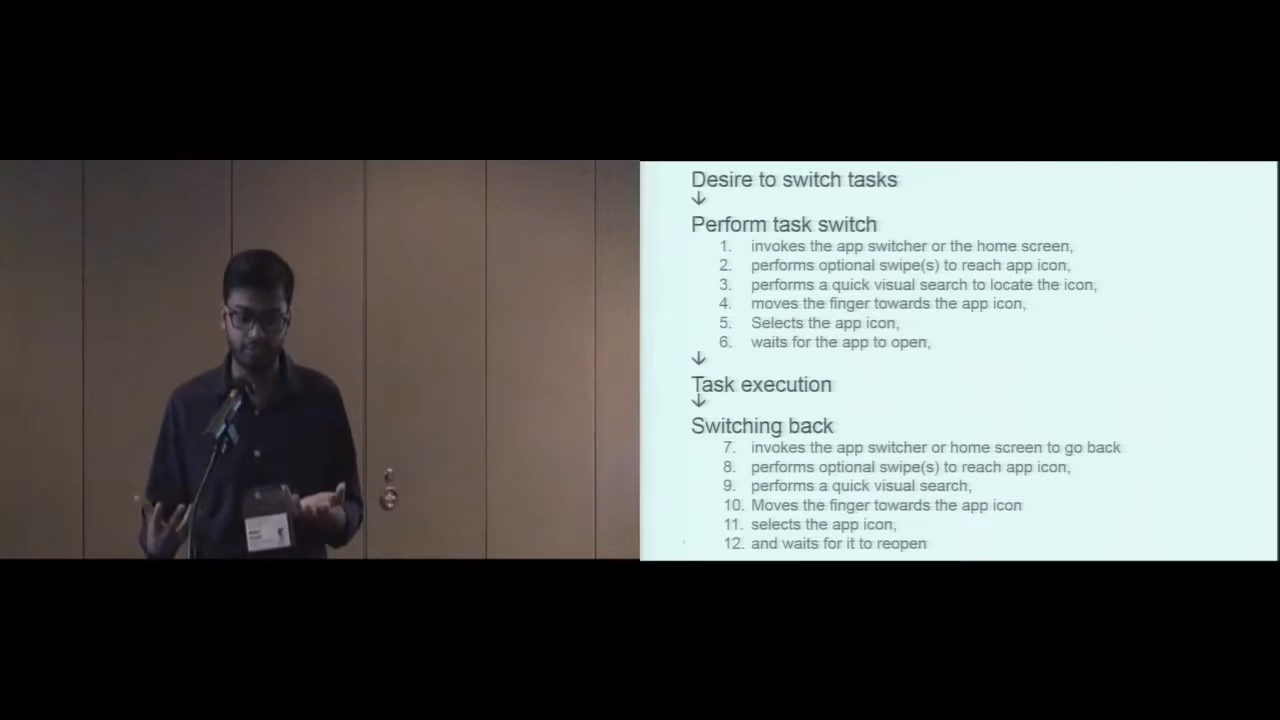 Desire to switch tasks
↓
Perform task switch
1. invokes the app switcher or the home screen,
2. performs optional swipe(s) to reach app icon,
3. performs a quick visual search to locate the icon,
4. moves the finger towards the app icon,
5. Selects the app icon,
6. waits for the app to open,
↓
Task execution
↓
Switching back
7. invokes the app switcher or home screen to go back
8. performs optional swipe(s) to reach app icon,
9. performs a quick visual search,
10. Moves the finger towards the app icon
11. selects the app icon,
12. and waits for it to reopen